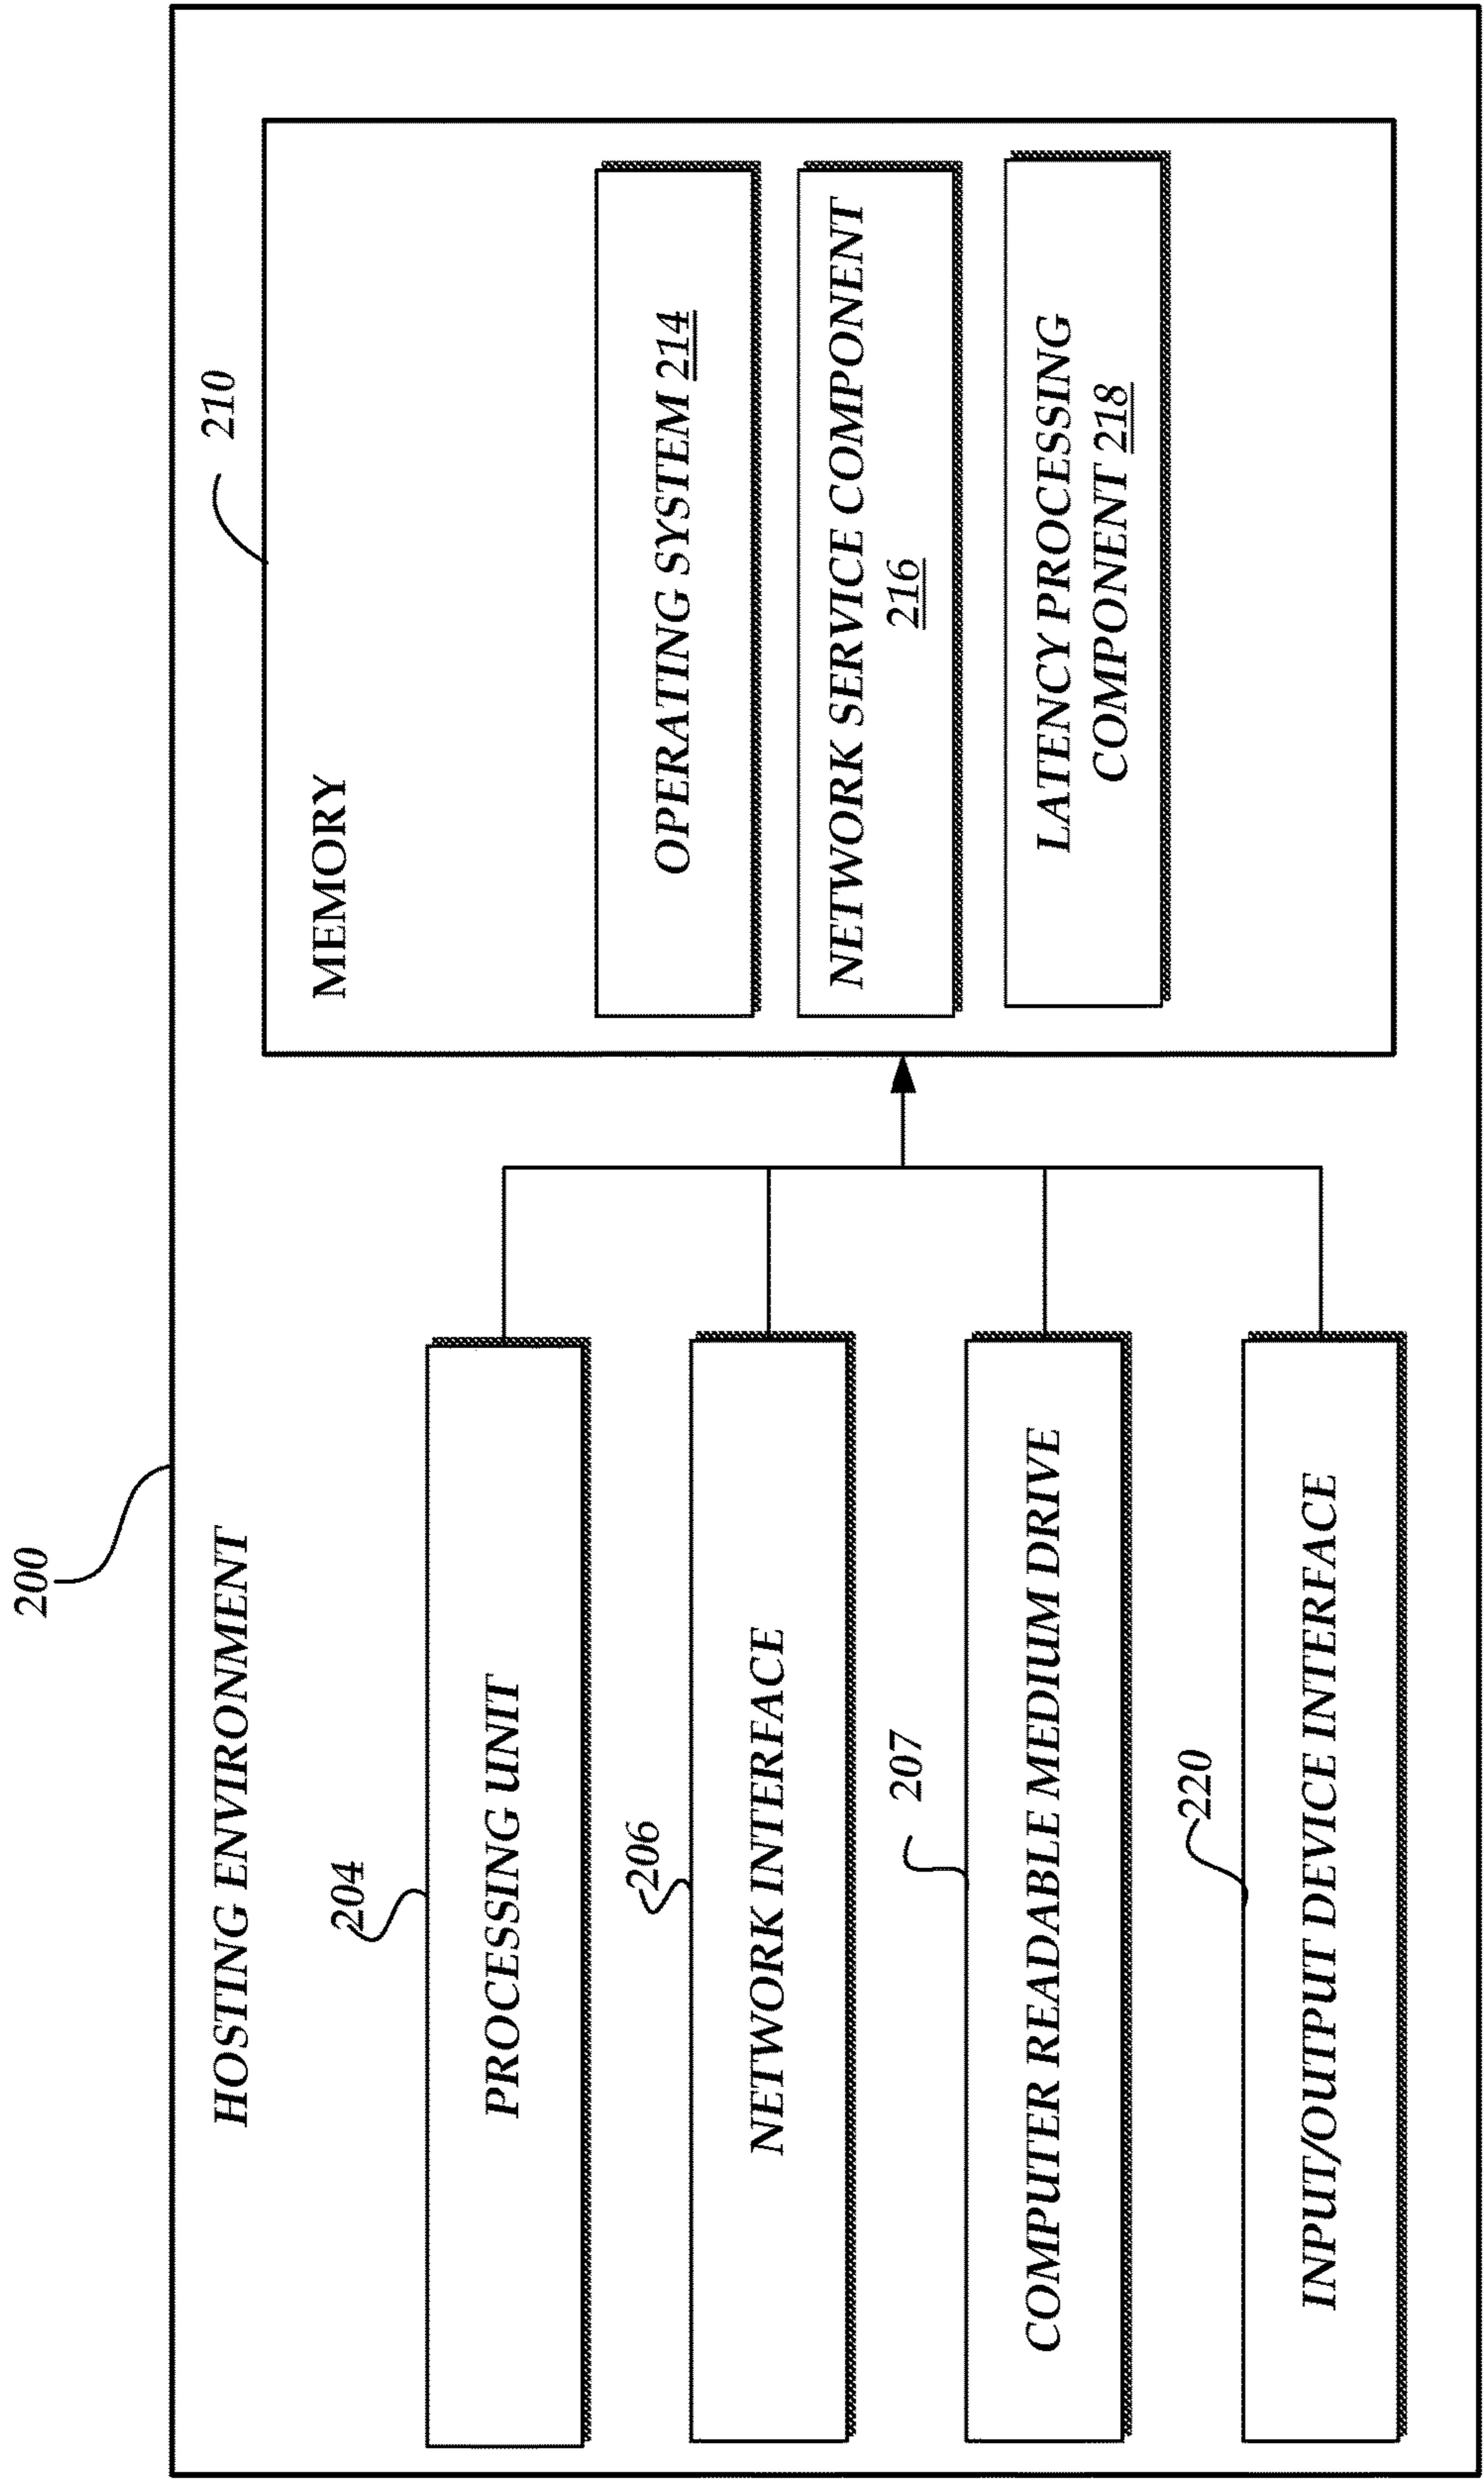 200
HOSTING ENVIRONMENT
204
PROCESSING UNIT
206
NETWORK INTERFACE
207
COMPUTER READABLE MEDIUM DRIVE
220
INPUT/OUTPUT DEVICE INTERFACE
210
MEMORY
OPERATING SYSTEM 214
NETWORK SERVICE COMPONENT
216
LATENCY PROCESSING
COMPONENT 218